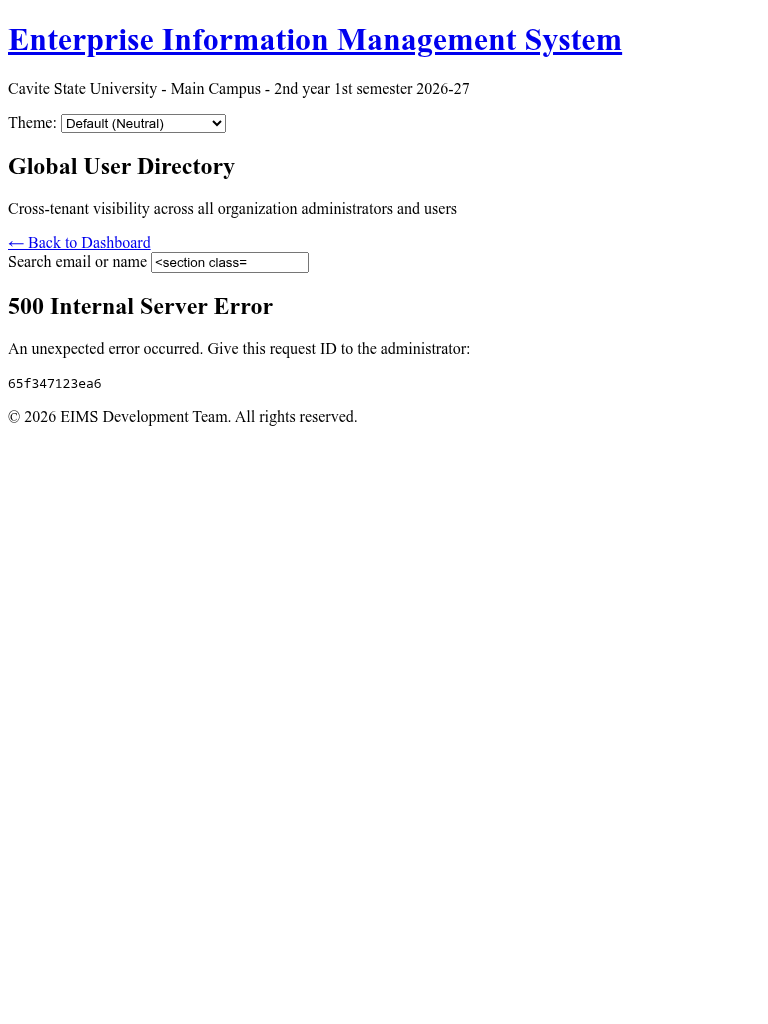 Enterprise Information Management System
Cavite State University - Main Campus - 2nd year 1st semester 2026-27
Theme: Default (Neutral)
Global User Directory
Cross-tenant visibility across all organization administrators and users
← Back to Dashboard
Search email or name <section class=
500 Internal Server Error
An unexpected error occurred. Give this request ID to the administrator:
65f347123ea6
© 2026 EIMS Development Team. All rights reserved.